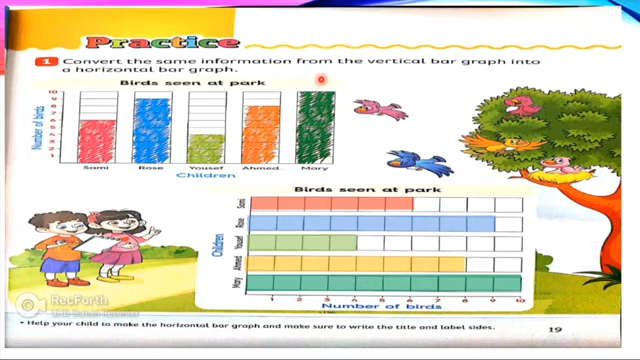 Practice
1 Convert the same information from the vertical bar graph into
a horizontal bar graph.
Birds seen at park
Number of birds
10
9
8
7
6
5
4
3
2
1
Sami Rose Yousef Ahmed Mary
Children
Birds seen at park
Children
Sami
Rose
Yousef
Ahmed
Mary
1 2 3 4 5 6 7 8 9 10
Number of birds
RecForth
• Help your child to make the horizontal bar graph and make sure to write the title and label sides.
19